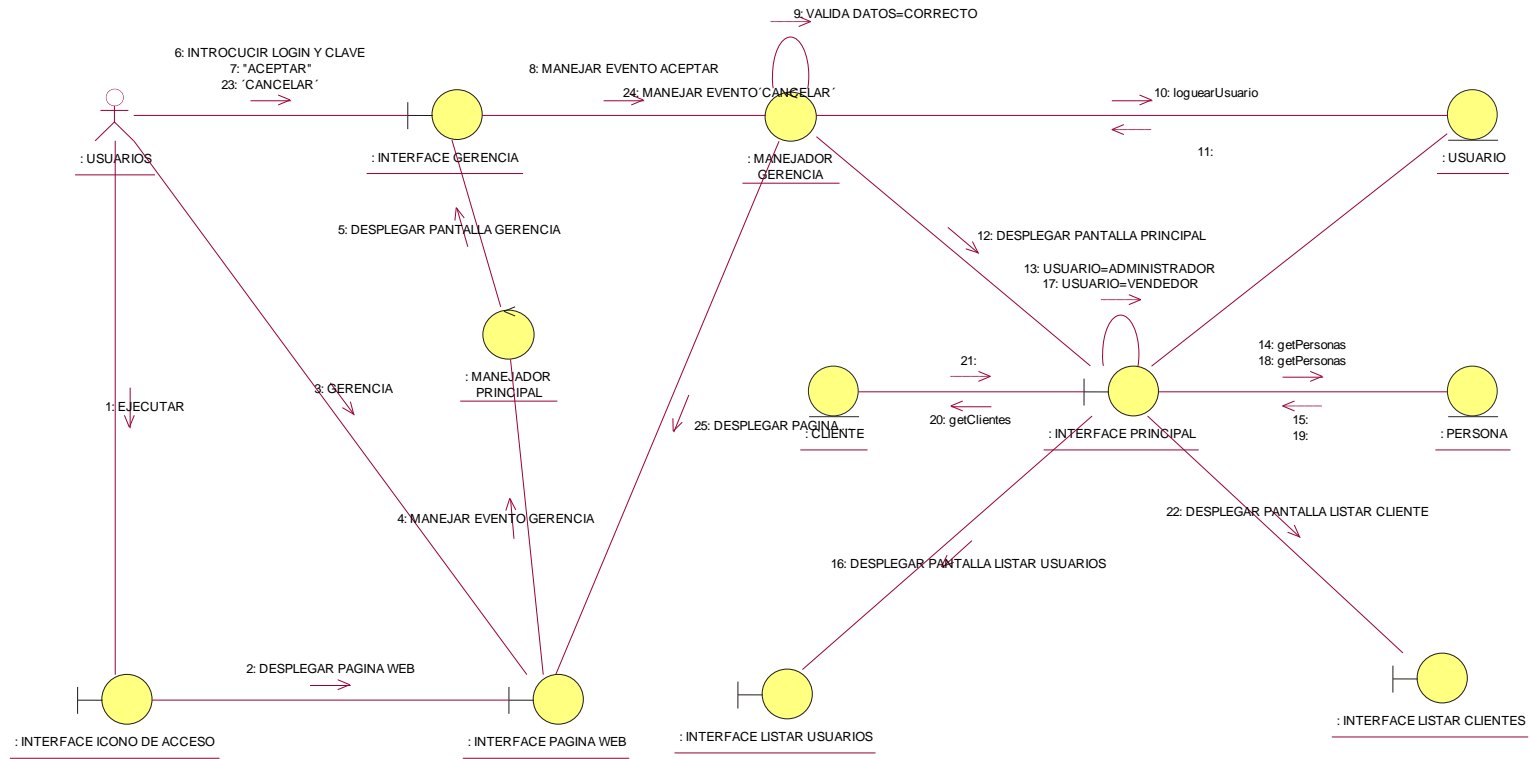 9: VALIDA DATOS=CORRECTO
6: INTROCUCIR LOGIN Y CLAVE
7: "ACEPTAR"
23: ´CANCELAR´
8: MANEJAR EVENTO ACEPTAR
24: MANEJAR EVENTO´CANCELAR´
10: loguearUsuario
11:
: USUARIOS
: INTERFACE GERENCIA
: MANEJADOR
GERENCIA
: USUARIO
5: DESPLEGAR PANTALLA GERENCIA
12: DESPLEGAR PANTALLA PRINCIPAL
13: USUARIO=ADMINISTRADOR
17: USUARIO=VENDEDOR
14: getPersonas
18: getPersonas
21:
: MANEJADOR
PRINCIPAL
3: GERENCIA
1: EJECUTAR
20: getClientes
15:
19:
25: DESPLEGAR PAGINA
: CLIENTE
: INTERFACE PRINCIPAL
: PERSONA
4: MANEJAR EVENTO GERENCIA
22: DESPLEGAR PANTALLA LISTAR CLIENTE
16: DESPLEGAR PANTALLA LISTAR USUARIOS
2: DESPLEGAR PAGINA WEB
: INTERFACE ICONO DE ACCESO
: INTERFACE PAGINA WEB
: INTERFACE LISTAR USUARIOS
: INTERFACE LISTAR CLIENTES